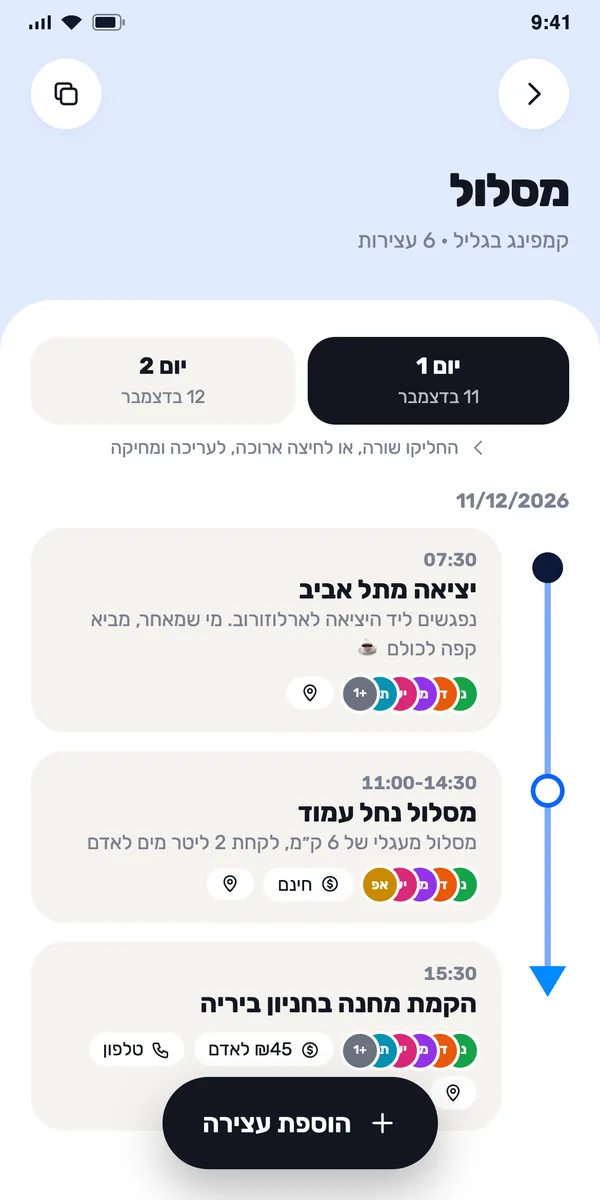 9:41
מסלול
קמפינג בגליל • 6 עצירות
יום 1
11 בדצמבר
יום 2
12 בדצמבר
החליקו שורה, או לחיצה ארוכה, לעריכה ומחיקה
11/12/2026
07:30
יציאה מתל אביב
נפגשים ליד היציאה לארלוזורוב. מי שמאחר, מביא
קפה לכולם ☕
נ ד מ יי ת +1
11:00-14:30
מסלול נחל עמוד
מסלול מעגלי של 6 ק״מ, לקחת 2 ליטר מים לאדם
נ ד מ יי אפ
חינם
15:30
הקמת מחנה בחניון ביריה
נ ד מ יי ת +1
₪45 לאדם
טלפון
+ הוספת עצירה